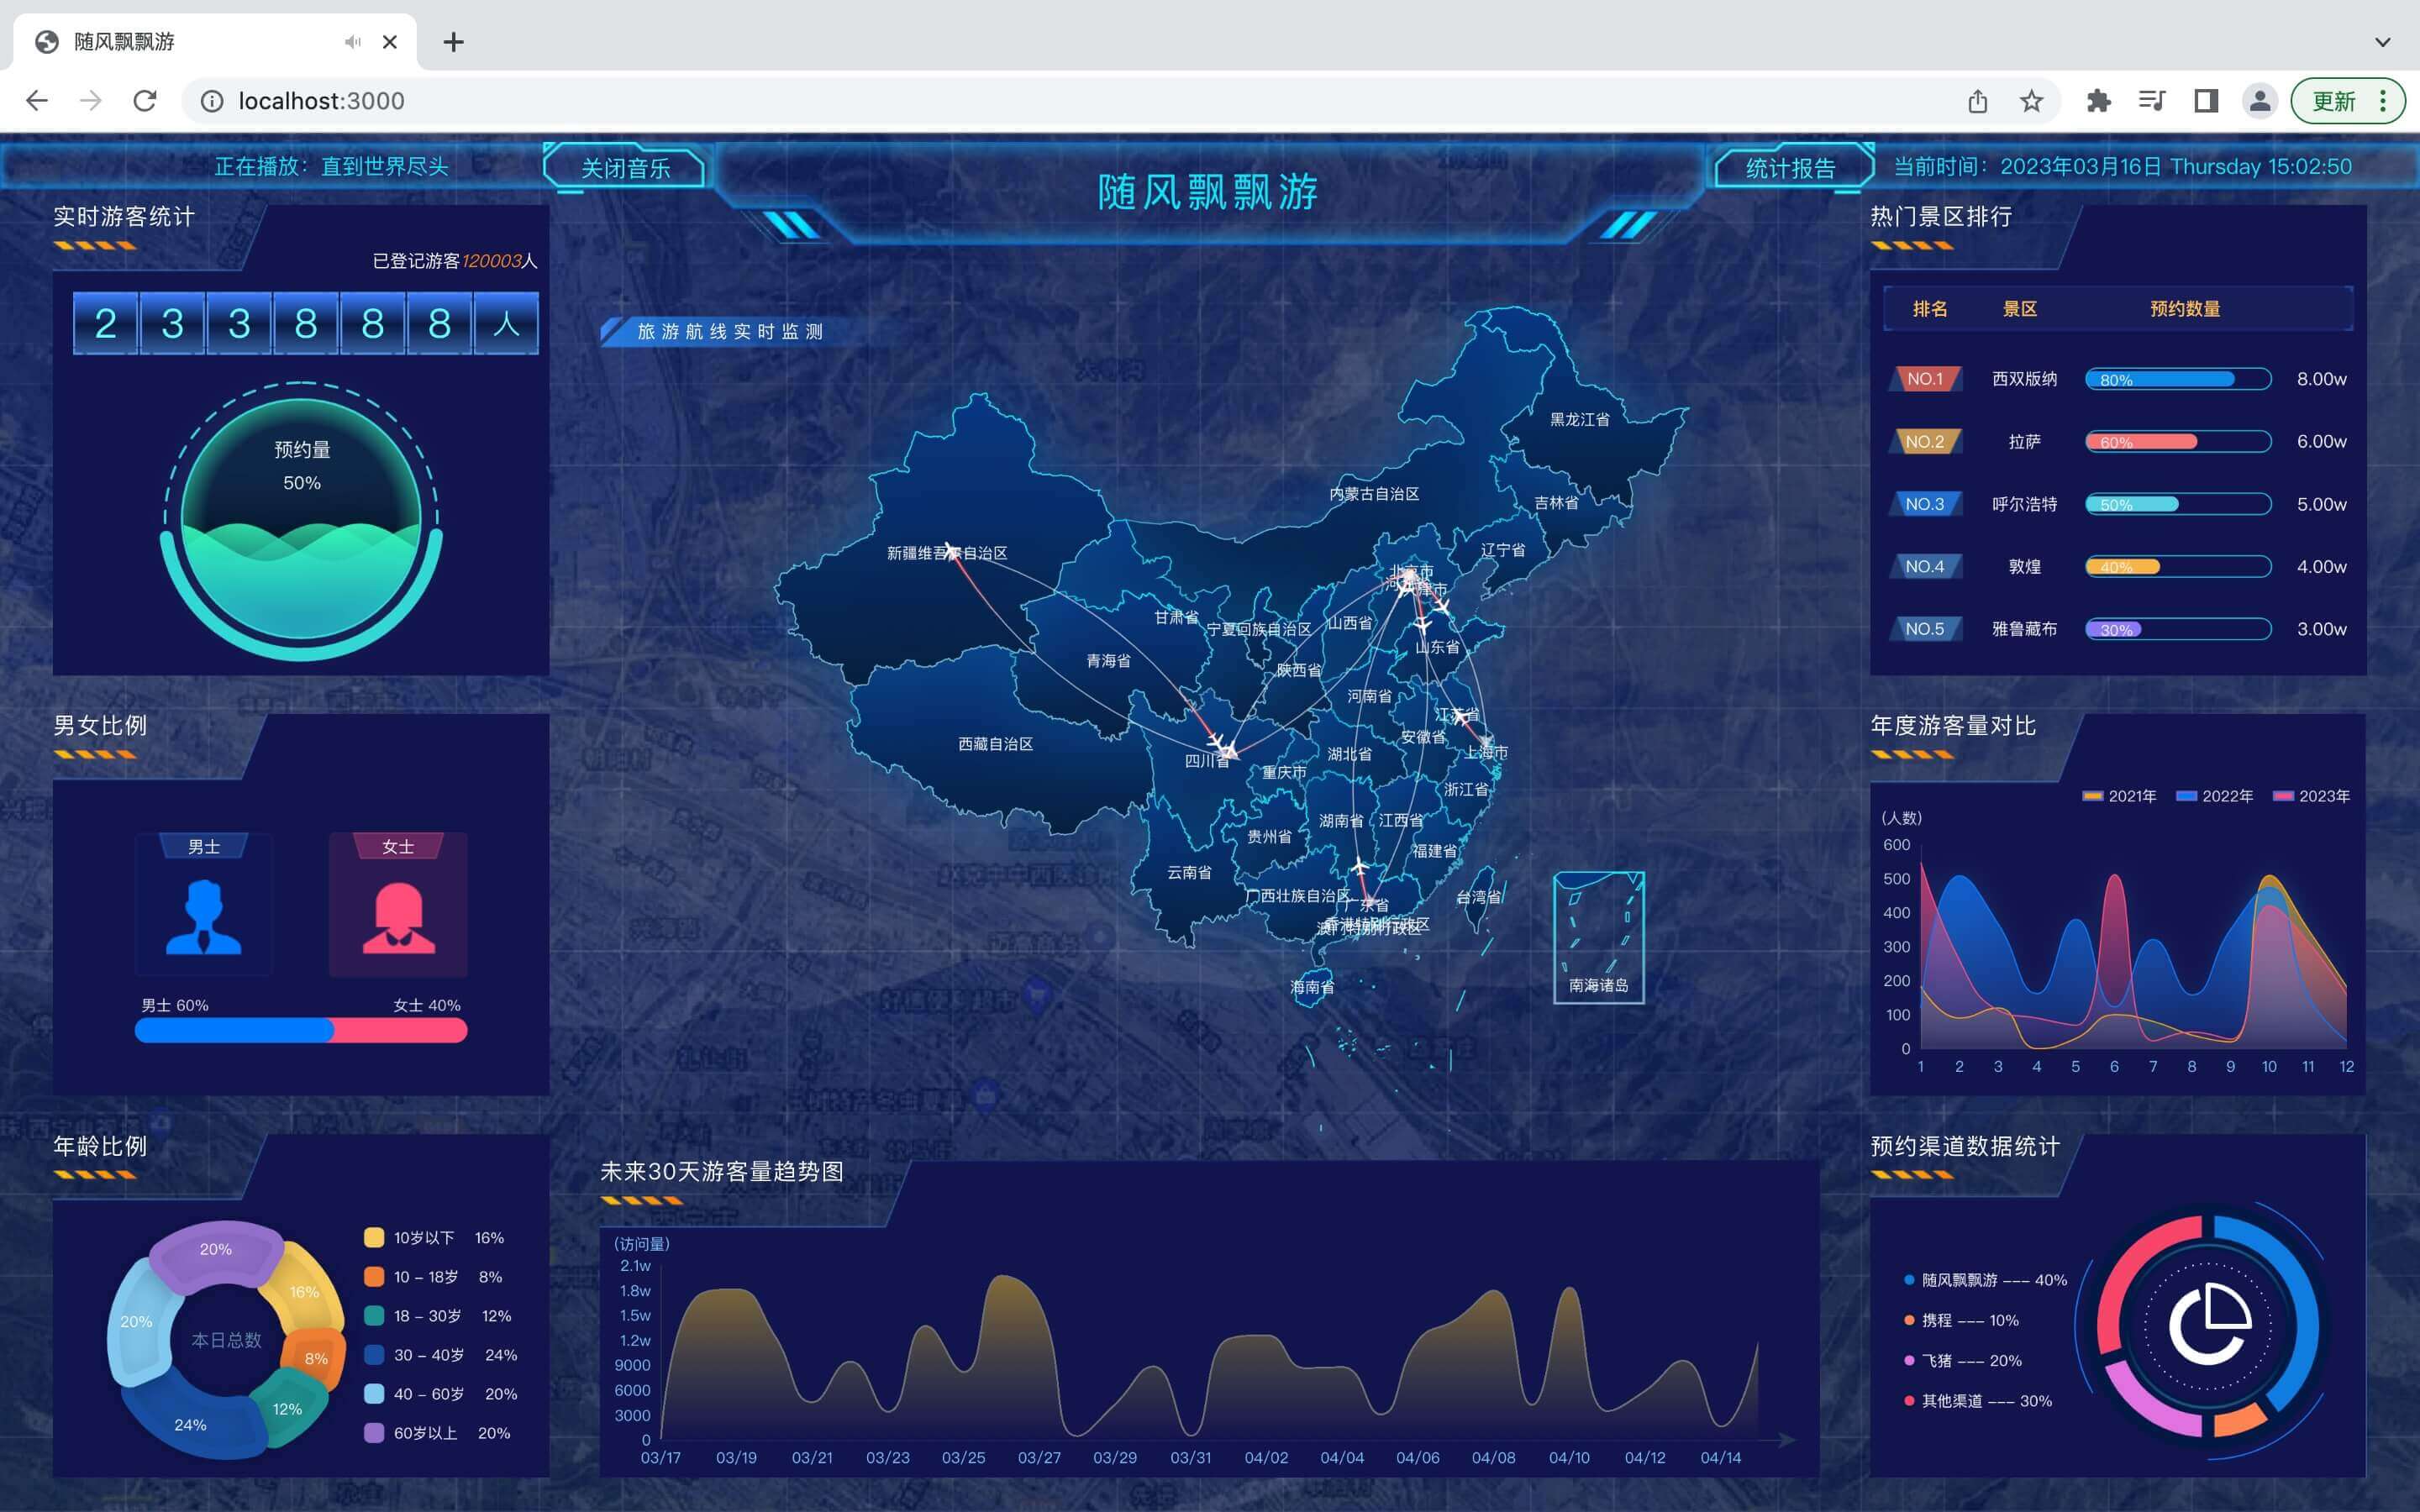 随风飘飘游
localhost:3000
更新
正在播放：直到世界尽头
关闭音乐
随风飘飘游
统计报告
当前时间：2023年03月16日 Thursday 15:02:50
实时游客统计
已登记游客120003人
2 3 3 8 8 8 人
预约量
50%
男女比例
男士
女士
男士 60%
女士 40%
年龄比例
20%
16%
20%
8%
12%
24%
本日总数
10岁以下 16%
10 – 18岁 8%
18 – 30岁 12%
30 – 40岁 24%
40 – 60岁 20%
60岁以上 20%
旅游航线实时监测
黑龙江省
内蒙古自治区
吉林省
辽宁省
新疆维吾尔自治区
北京市
甘肃省
宁夏回族自治区
山西省
山东省
青海省
陕西省
河南省
江苏省
西藏自治区
四川省
重庆市
湖北省
安徽省
上海市
浙江省
湖南省
江西省
贵州省
福建省
云南省
广西壮族自治区
广东省
台湾省
香港特别行政区
澳门特别行政区
海南省
南海诸岛
未来30天游客量趋势图
(访问量)
2.1w
1.8w
1.5w
1.2w
9000
6000
3000
0
03/17 03/19 03/21 03/23 03/25 03/27 03/29 03/31 04/02 04/04 04/06 04/08 04/10 04/12 04/14
热门景区排行
排名 景区 预约数量
NO.1 西双版纳 80% 8.00w
NO.2 拉萨 60% 6.00w
NO.3 呼尔浩特 50% 5.00w
NO.4 敦煌 40% 4.00w
NO.5 雅鲁藏布 30% 3.00w
年度游客量对比
2021年 2022年 2023年
(人数)
600
500
400
300
200
100
0
1 2 3 4 5 6 7 8 9 10 11 12
预约渠道数据统计
随风飘飘游 ––– 40%
携程 ––– 10%
飞猪 ––– 20%
其他渠道 ––– 30%